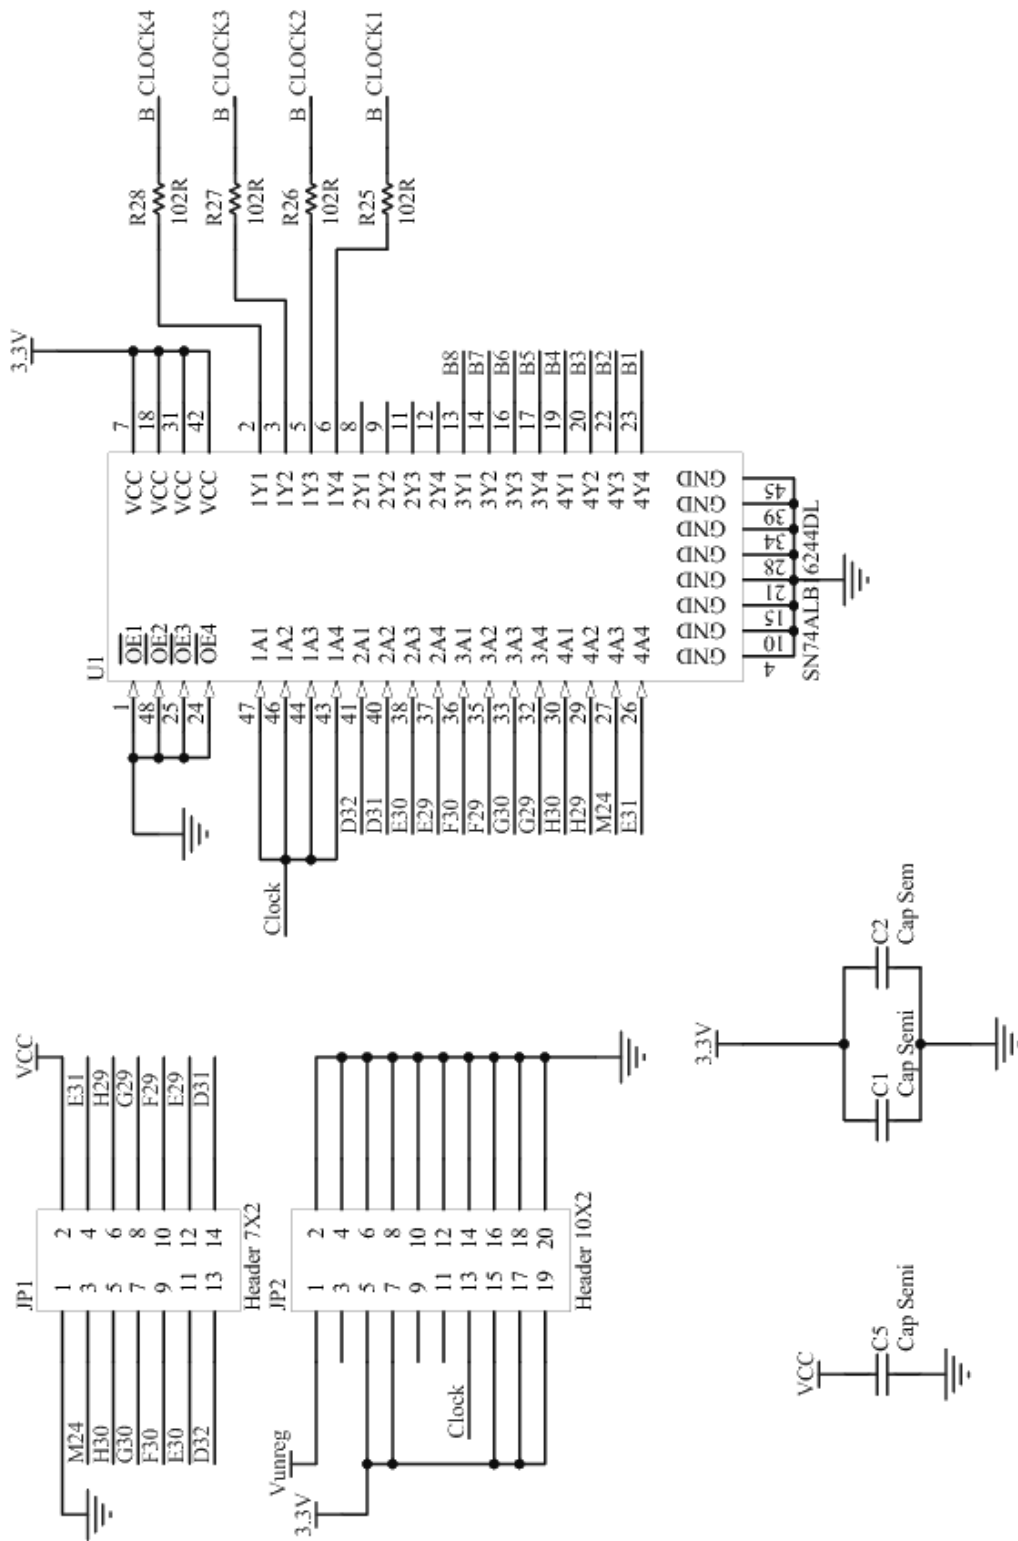 3.3V
B CLOCK4
B CLOCK3
B CLOCK2
B CLOCK1
R28
102R
R27
102R
R26
102R
R25
102R
U1
1
48
25
24
OE1
OE2
OE3
OE4
VCC
VCC
VCC
VCC
7
18
31
42
Clock
47
46
44
43
41
40
38
37
36
35
33
32
30
29
27
26
D32
D31
E30
E29
F30
F29
G30
G29
H30
H29
M24
E31
1A1
1A2
1A3
1A4
2A1
2A2
2A3
2A4
3A1
3A2
3A3
3A4
4A1
4A2
4A3
4A4
1Y1
1Y2
1Y3
1Y4
2Y1
2Y2
2Y3
2Y4
3Y1
3Y2
3Y3
3Y4
4Y1
4Y2
4Y3
4Y4
2
3
5
6
8
9
11
12
13
14
16
17
19
20
22
23
B8
B7
B6
B5
B4
B3
B2
B1
GND
GND
GND
GND
GND
GND
GND
GND
4
10
15
21
28
34
39
45
SN74ALB16244DL
JP1
VCC
1 2
3 4
5 6
7 8
9 10
11 12
13 14
M24
H30
G30
F30
E30
D32
E31
H29
G29
F29
E29
D31
Header 7X2
JP2
Vunreg
3.3V
Clock
1 2
3 4
5 6
7 8
9 10
11 12
13 14
15 16
17 18
19 20
Header 10X2
3.3V
C1
Cap Semi
C2
Cap Sem
VCC
C5
Cap Semi